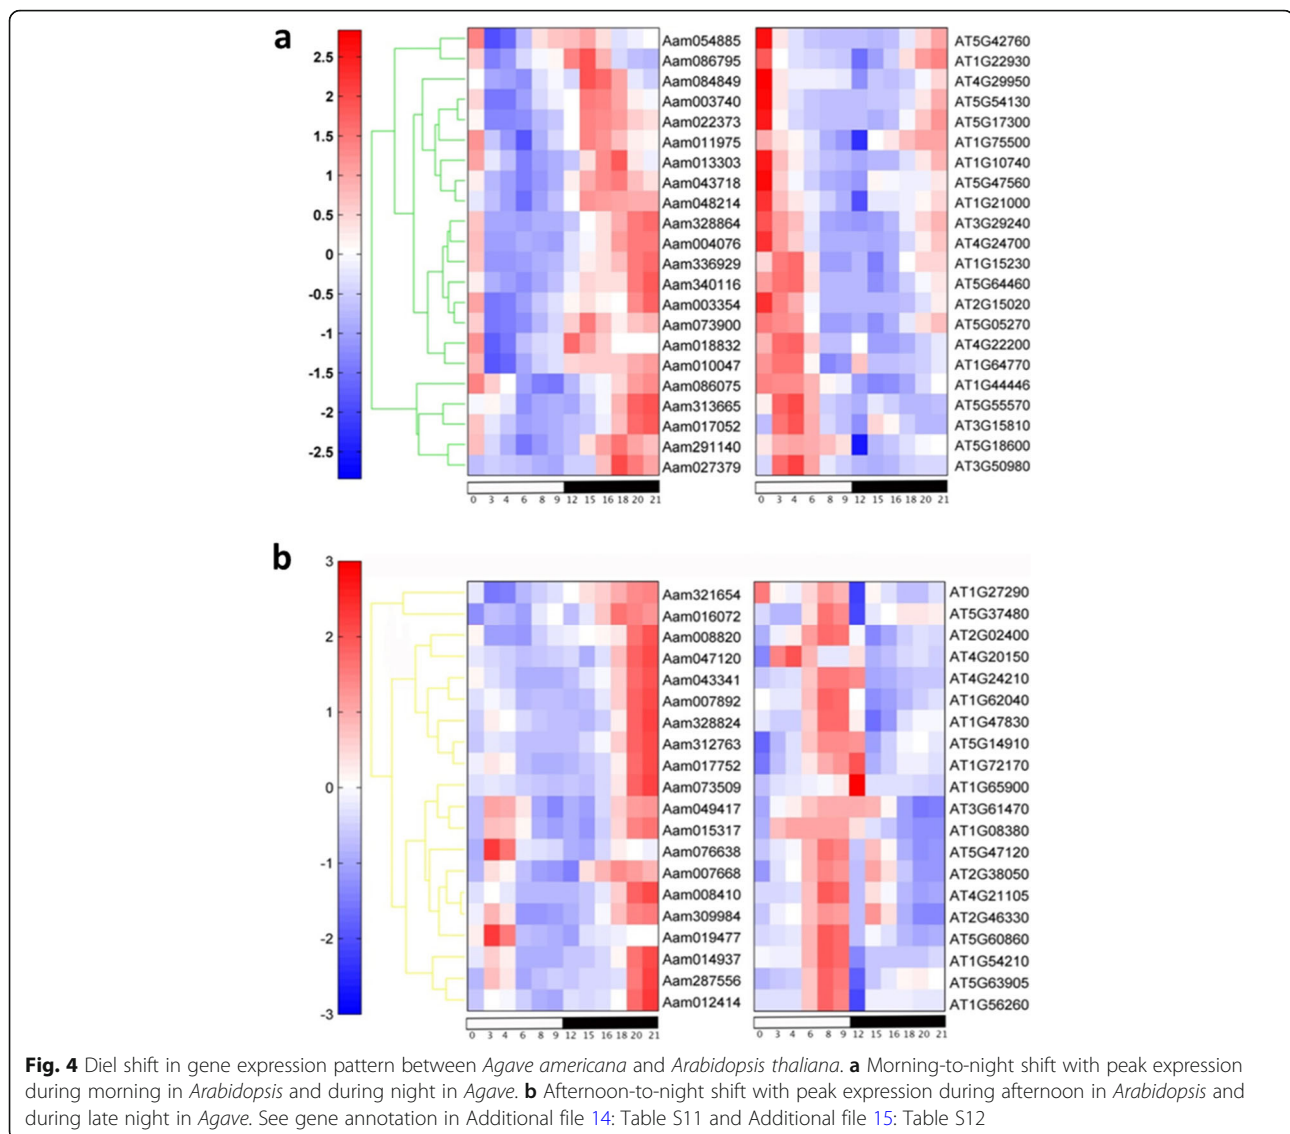 a
2.5
2
1.5
1
0.5
0
-0.5
-1
-1.5
-2
-2.5
Aam054885
Aam086795
Aam084849
Aam003740
Aam022373
Aam011975
Aam013303
Aam043718
Aam048214
Aam328864
Aam004076
Aam336929
Aam340116
Aam003354
Aam073900
Aam018832
Aam010047
Aam086075
Aam313665
Aam017052
Aam291140
Aam027379
0 3 4 6 8 9 12 15 16 18 20 21
AT5G42760
AT1G22930
AT4G29950
AT5G54130
AT5G17300
AT1G75500
AT1G10740
AT5G47560
AT1G21000
AT3G29240
AT4G24700
AT1G15230
AT5G64460
AT2G15020
AT5G05270
AT4G22200
AT1G64770
AT1G44446
AT5G55570
AT3G15810
AT5G18600
AT3G50980
0 3 4 6 8 9 12 15 16 18 20 21
b
3
2
1
0
-1
-2
-3
Aam321654
Aam016072
Aam008820
Aam047120
Aam043341
Aam007892
Aam328824
Aam312763
Aam017752
Aam073509
Aam049417
Aam015317
Aam076638
Aam007668
Aam008410
Aam309984
Aam019477
Aam014937
Aam287556
Aam012414
0 3 4 6 8 9 12 15 16 18 20 21
AT1G27290
AT5G37480
AT2G02400
AT4G20150
AT4G24210
AT1G62040
AT1G47830
AT5G14910
AT1G72170
AT1G65900
AT3G61470
AT1G08380
AT5G47120
AT2G38050
AT4G21105
AT2G46330
AT5G60860
AT1G54210
AT5G63905
AT1G56260
0 3 4 6 8 9 12 15 16 18 20 21
Fig. 4 Diel shift in gene expression pattern between Agave americana and Arabidopsis thaliana. a Morning-to-night shift with peak expression
during morning in Arabidopsis and during night in Agave. b Afternoon-to-night shift with peak expression during afternoon in Arabidopsis and
during late night in Agave. See gene annotation in Additional file 14: Table S11 and Additional file 15: Table S12